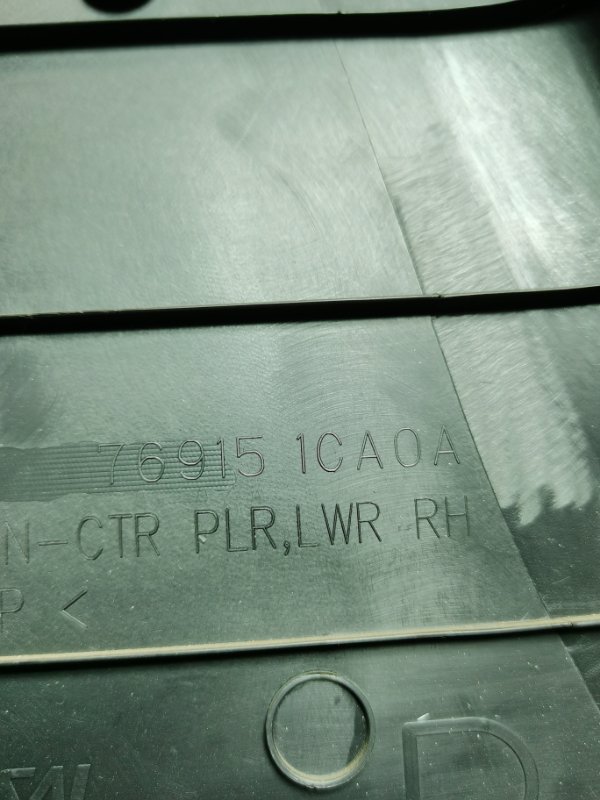 76915 1CA0A
N-CTR PLR,LWR RH
P <
D